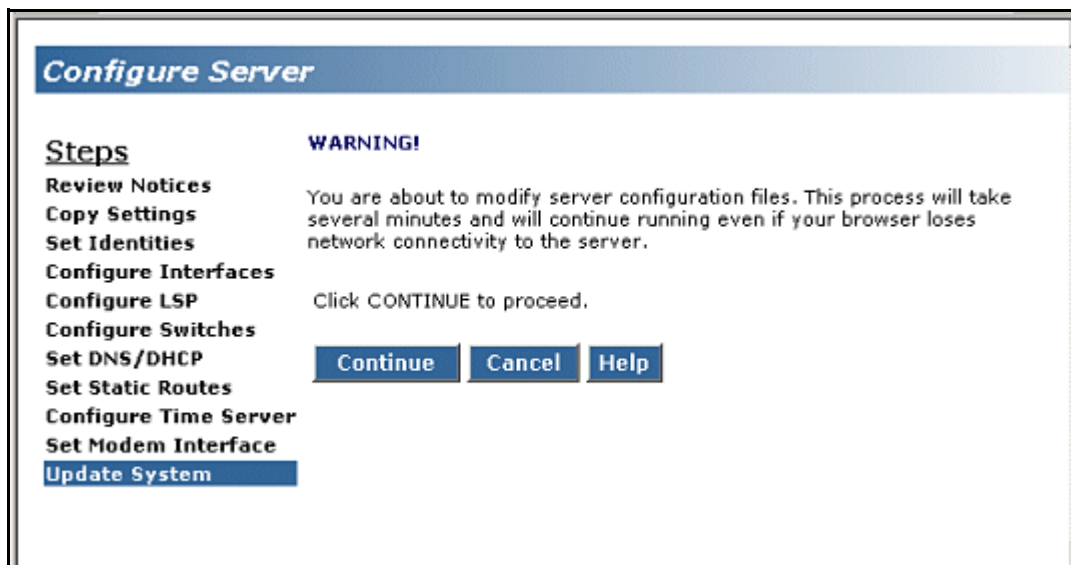 Configure Server
Steps
Review Notices
Copy Settings
Set Identities
Configure Interfaces
Configure LSP
Configure Switches
Set DNS/DHCP
Set Static Routes
Configure Time Server
Set Modem Interface
Update System
WARNING!
You are about to modify server configuration files. This process will take
several minutes and will continue running even if your browser loses
network connectivity to the server.
Click CONTINUE to proceed.
Continue Cancel Help